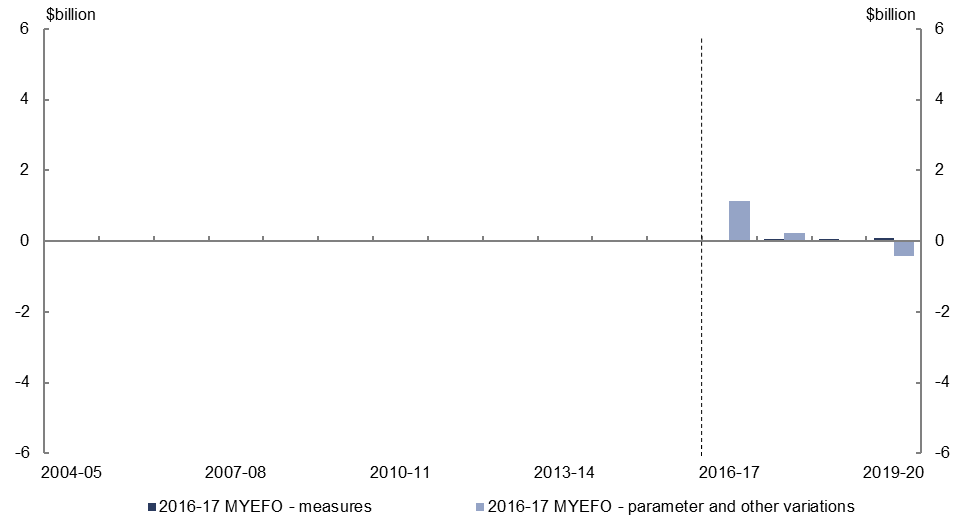 $billion $billion
6 6
4 4
2 2
0 0
-2 -2
-4 -4
-6 -6
2004-05 2007-08 2010-11 2013-14 2016-17 2019-20
2016-17 MYEFO - measures 2016-17 MYEFO - parameter and other variations